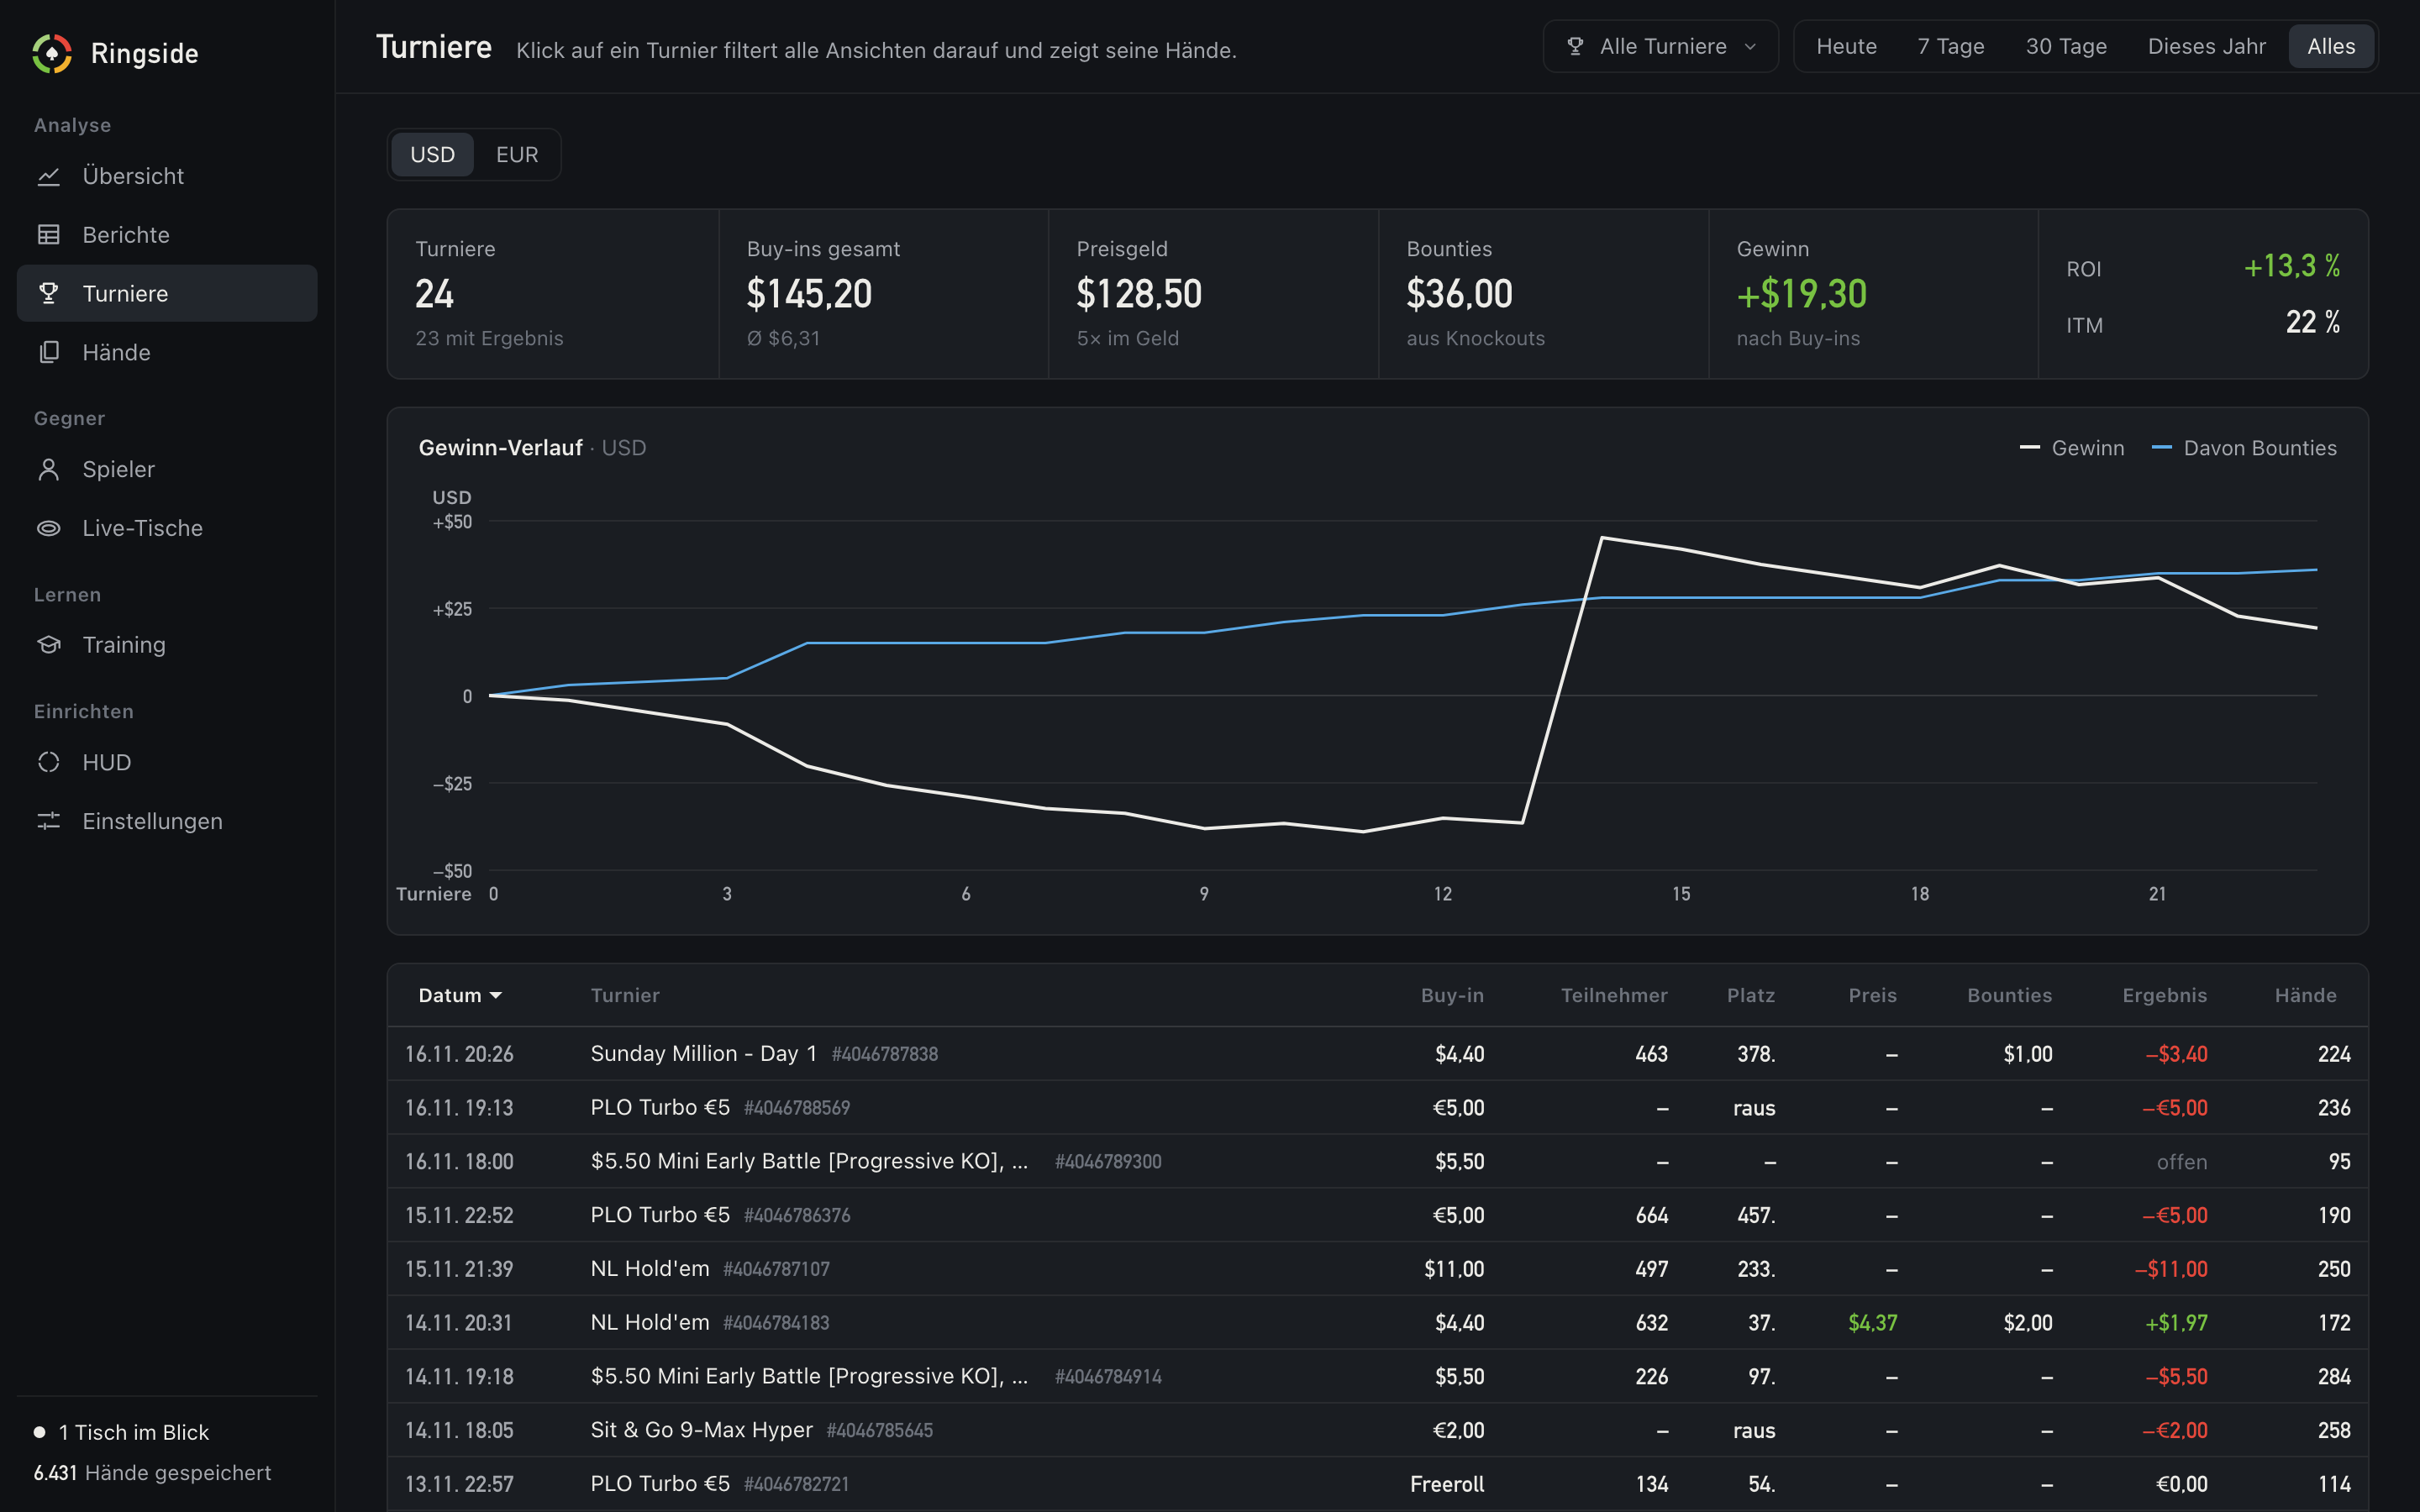 Ringside
Analyse
Übersicht
Berichte
Turniere
Hände
Gegner
Spieler
Live-Tische
Lernen
Training
Einrichten
HUD
Einstellungen
1 Tisch im Blick
6.431 Hände gespeichert
Turniere Klick auf ein Turnier filtert alle Ansichten darauf und zeigt seine Hände.
Alle Turniere Heute 7 Tage 30 Tage Dieses Jahr Alles
USD EUR
Turniere
24
23 mit Ergebnis
Buy-ins gesamt
$145,20
Ø $6,31
Preisgeld
$128,50
5× im Geld
Bounties
$36,00
aus Knockouts
Gewinn
+$19,30
nach Buy-ins
ROI +13,3 %
ITM 22 %
Gewinn-Verlauf · USD
Gewinn Davon Bounties
USD
+$50
+$25
0
−$25
−$50
Turniere 0 3 6 9 12 15 18 21
Datum Turnier Buy-in Teilnehmer Platz Preis Bounties Ergebnis Hände
16.11. 20:26 Sunday Million - Day 1 #4046787838 $4,40 463 378. – $1,00 −$3,40 224
16.11. 19:13 PLO Turbo €5 #4046788569 €5,00 – raus – – −€5,00 236
16.11. 18:00 $5.50 Mini Early Battle [Progressive KO], ... #4046789300 $5,50 – – – – offen 95
15.11. 22:52 PLO Turbo €5 #4046786376 €5,00 664 457. – – −€5,00 190
15.11. 21:39 NL Hold'em #4046787107 $11,00 497 233. – – −$11,00 250
14.11. 20:31 NL Hold'em #4046784183 $4,40 632 37. $4,37 $2,00 +$1,97 172
14.11. 19:18 $5.50 Mini Early Battle [Progressive KO], ... #4046784914 $5,50 226 97. – – −$5,50 284
14.11. 18:05 Sit & Go 9-Max Hyper #4046785645 €2,00 – raus – – −€2,00 258
13.11. 22:57 PLO Turbo €5 #4046782721 Freeroll 134 54. – – €0,00 114